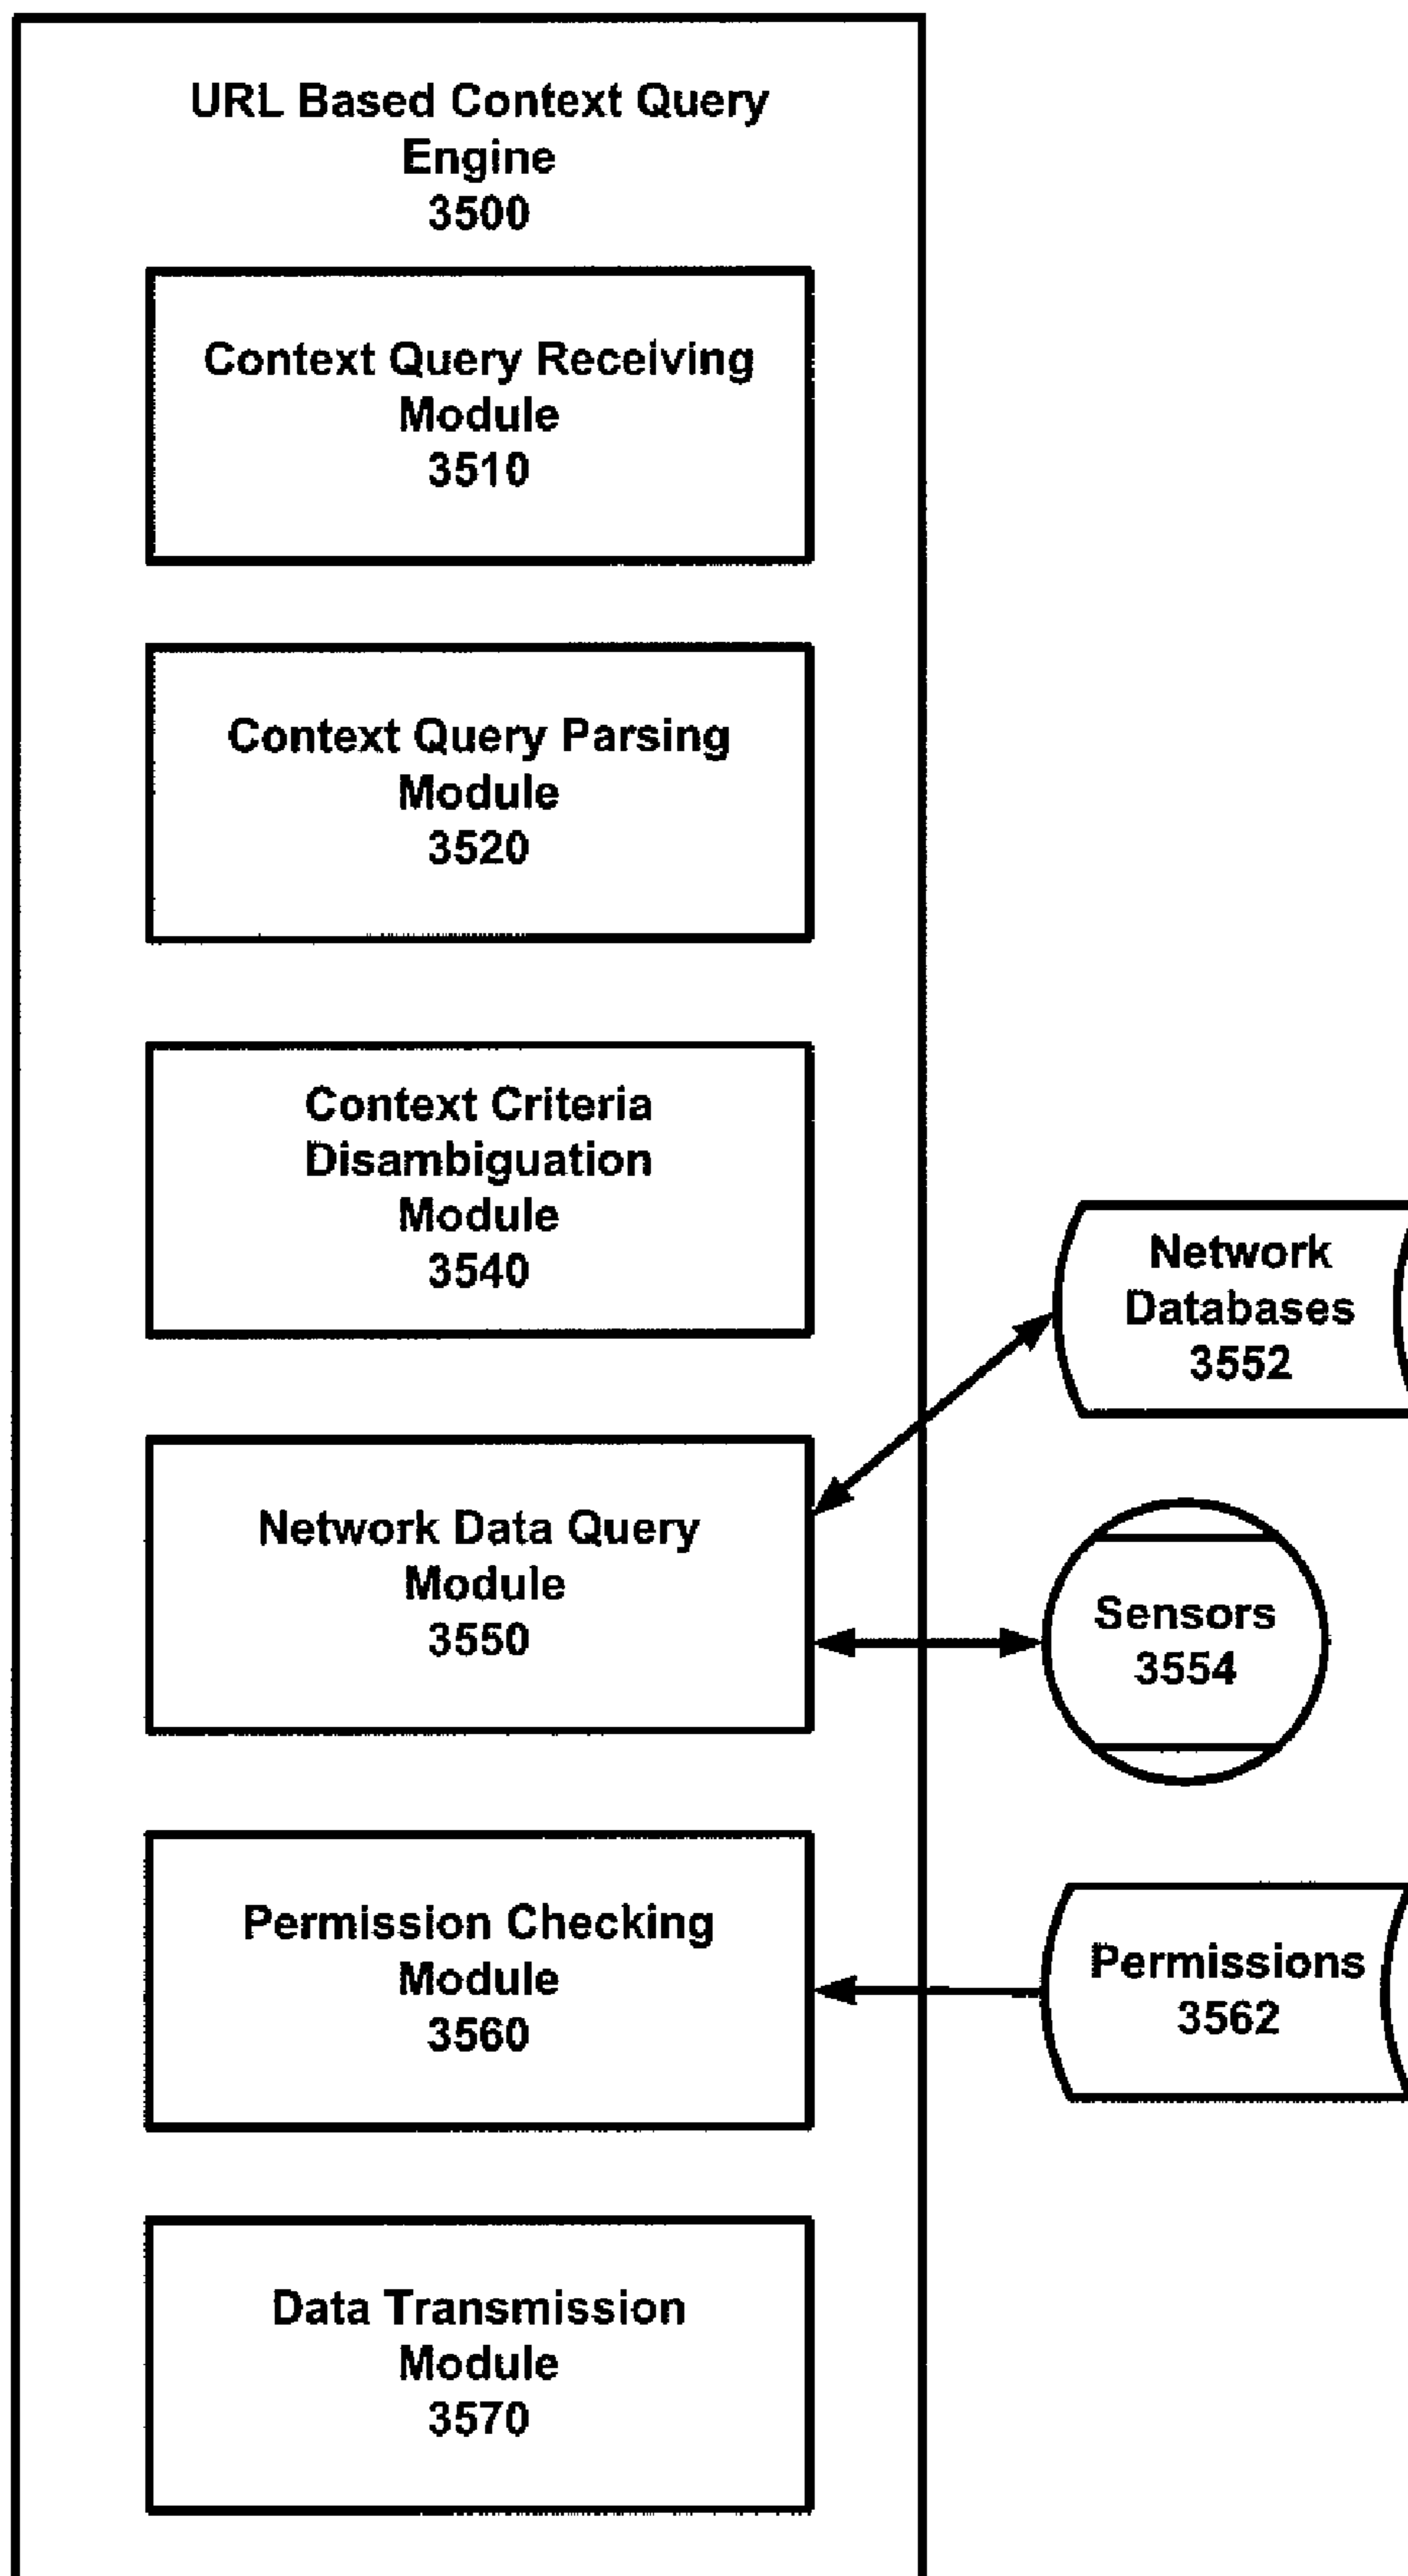 URL Based Context Query
Engine
3500
Context Query Receiving
Module
3510
Context Query Parsing
Module
3520
Context Criteria
Disambiguation
Module
3540
Network Data Query
Module
3550
Network
Databases
3552
Sensors
3554
Permission Checking
Module
3560
Permissions
3562
Data Transmission
Module
3570